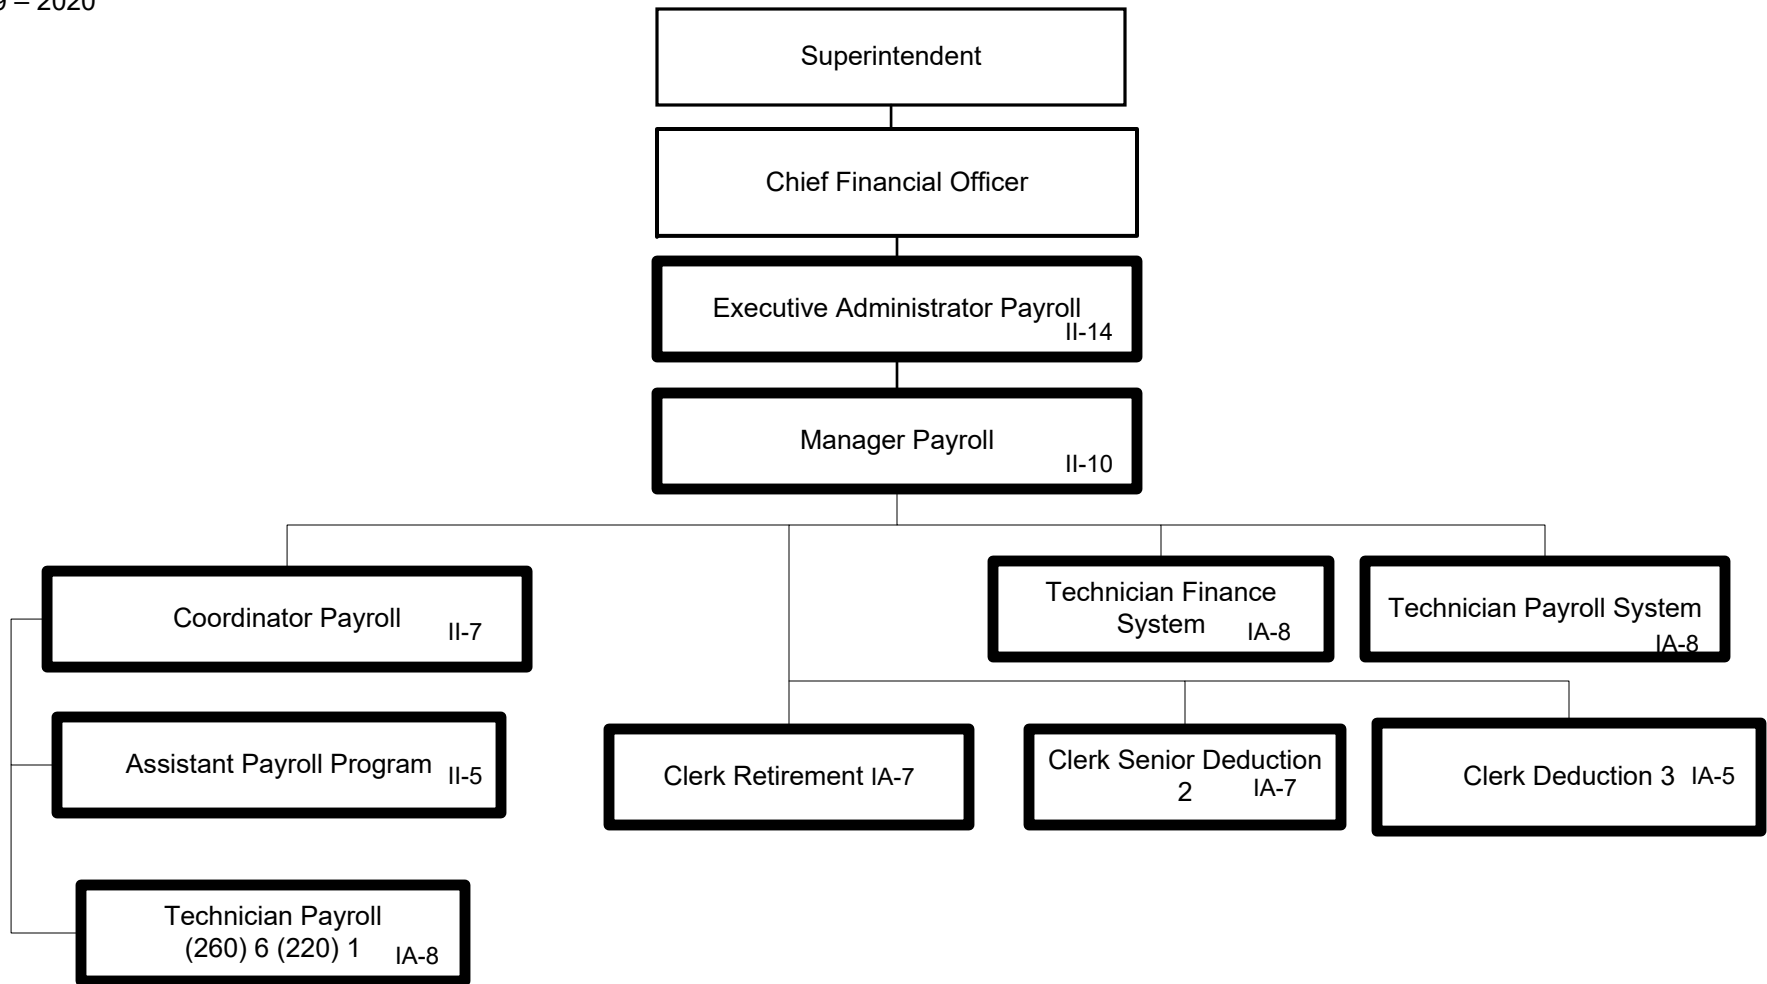 9 – 2020
Superintendent
Chief Financial Officer
Executive Administrator Payroll
II-14
Manager Payroll
II-10
Coordinator Payroll
II-7
Technician Finance
System IA-8
Technician Payroll System
IA-8
Assistant Payroll Program II-5
Clerk Retirement IA-7
Clerk Senior Deduction
2 IA-7
Clerk Deduction 3 IA-5
Technician Payroll
(260) 6 (220) 1 IA-8